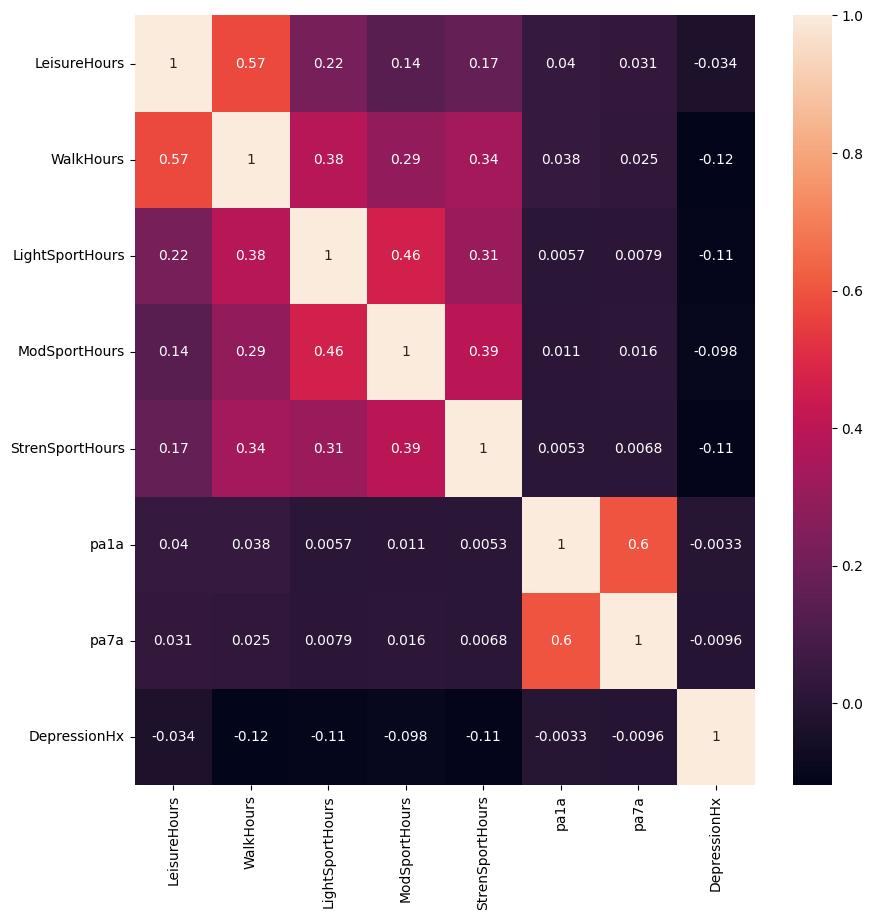 LeisureHours 1 0.57 0.22 0.14 0.17 0.04 0.031 -0.034
WalkHours 0.57 1 0.38 0.29 0.34 0.038 0.025 -0.12
LightSportHours 0.22 0.38 1 0.46 0.31 0.0057 0.0079 -0.11
ModSportHours 0.14 0.29 0.46 1 0.39 0.011 0.016 -0.098
StrenSportHours 0.17 0.34 0.31 0.39 1 0.0053 0.0068 -0.11
pa1a 0.04 0.038 0.0057 0.011 0.0053 1 0.6 -0.0033
pa7a 0.031 0.025 0.0079 0.016 0.0068 0.6 1 -0.0096
DepressionHx -0.034 -0.12 -0.11 -0.098 -0.11 -0.0033 -0.0096 1
LeisureHours
WalkHours
LightSportHours
ModSportHours
StrenSportHours
pa1a
pa7a
DepressionHx
1.0
0.8
0.6
0.4
0.2
0.0